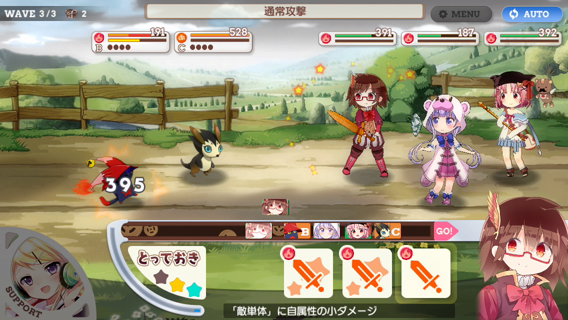 WAVE 3/3 2
通常攻撃
MENU
AUTO
191
B
528
C
391
187
392
395
B
C
GO!
とっておき
SUPPORT
「敵単体」に自属性の小ダメージ